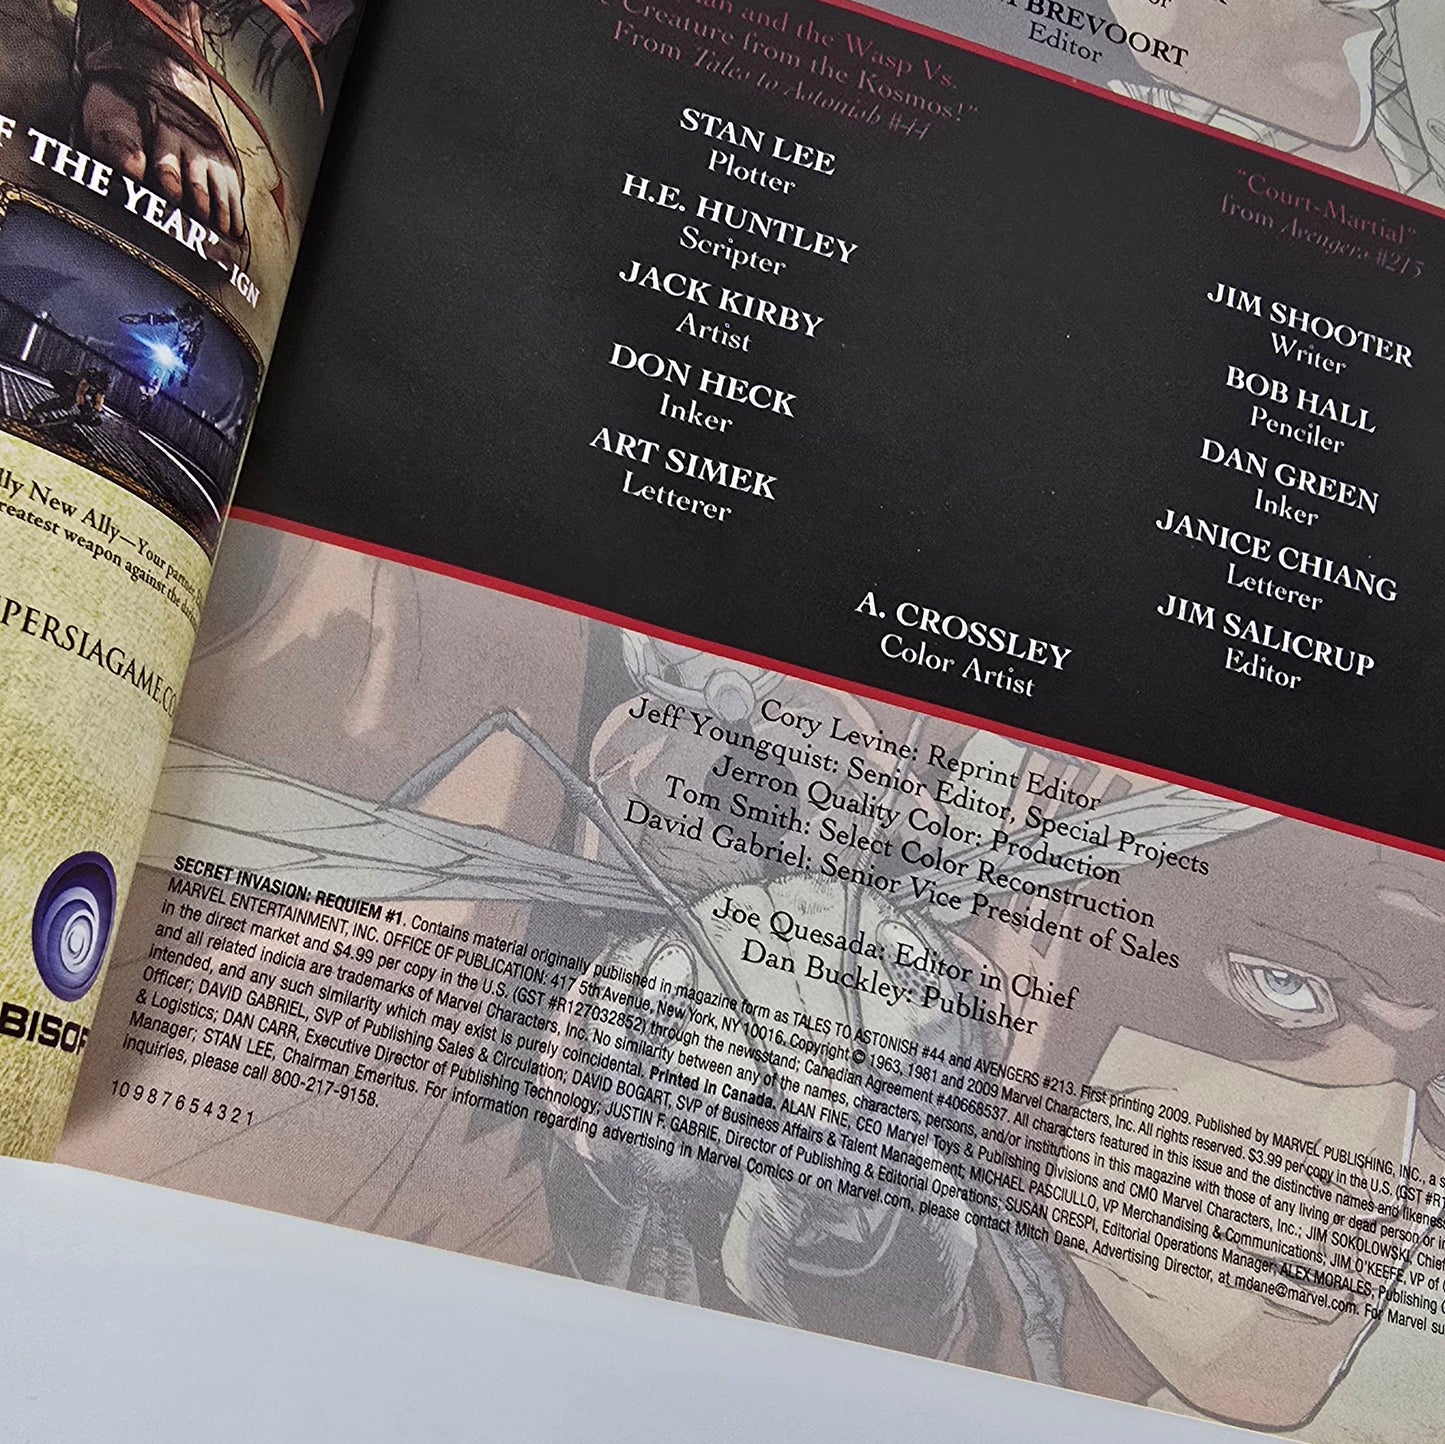 F THE YEAR" – IGN
lly New Ally—Your partner,
reatest weapon against the dark
PERSIAGAME.CO
BISOF
BREVOORT
Editor
and the Wasp Vs.
Creature from the Kosmos!"
From Tales to Astonish #44
STAN LEE
Plotter
H.E. HUNTLEY
Scripter
JACK KIRBY
Artist
DON HECK
Inker
ART SIMEK
Letterer
"Court-Martial"
from Avengers #213
JIM SHOOTER
Writer
BOB HALL
Penciler
DAN GREEN
Inker
JANICE CHIANG
Letterer
JIM SALICRUP
Editor
A. CROSSLEY
Color Artist
Cory Levine: Reprint Editor
Jeff Youngquist: Senior Editor, Special Projects
Jerron Quality Color: Production
Tom Smith: Select Color Reconstruction
David Gabriel: Senior Vice President of Sales
Joe Quesada: Editor in Chief
Dan Buckley: Publisher
SECRET INVASION: REQUIEM #1. Contains material originally published in magazine form as TALES TO ASTONISH #44 and AVENGERS #213. First printing 2009. Published by MARVEL PUBLISHING, INC., a s
MARVEL ENTERTAINMENT, INC. OFFICE OF PUBLICATION: 417 5th Avenue, New York, NY 10016. Copyright © 1963, 1981 and 2009 Marvel Characters, Inc. All rights reserved. $3.99 per copy in the U.S. (GST #R1
in the direct market and $4.99 per copy in the U.S. (GST #R127032852) through the newsstand; Canadian Agreement #40668537. All characters featured in this issue and the distinctive names and likeness
and all related indicia are trademarks of Marvel Characters, Inc. No similarity between any of the names, characters, persons, and/or institutions in this magazine with those of any living or dead person or in
intended, and any such similarity which may exist is purely coincidental. Printed in Canada. ALAN FINE, CEO Marvel Toys & Publishing Divisions and CMO Marvel Characters, Inc.; JIM SOKOLOWSKI, Chief
Officer; DAVID GABRIEL, SVP of Publishing Sales & Circulation; DAVID BOGART, SVP of Business Affairs & Talent Management; MICHAEL PASCIULLO, VP Merchandising & Communications; JIM O'KEEFE, VP of
& Logistics; DAN CARR, Executive Director of Publishing Technology; JUSTIN F. GABRIE, Director of Publishing & Editorial Operations; SUSAN CRESPI, Editorial Operations Manager; ALEX MORALES, Publishing
Manager; STAN LEE, Chairman Emeritus. For information regarding advertising in Marvel Comics or on Marvel.com, please contact Mitch Dane, Advertising Director, at mdane@marvel.com. For Marvel su
inquiries, please call 800-217-9158.
10 9 8 7 6 5 4 3 2 1